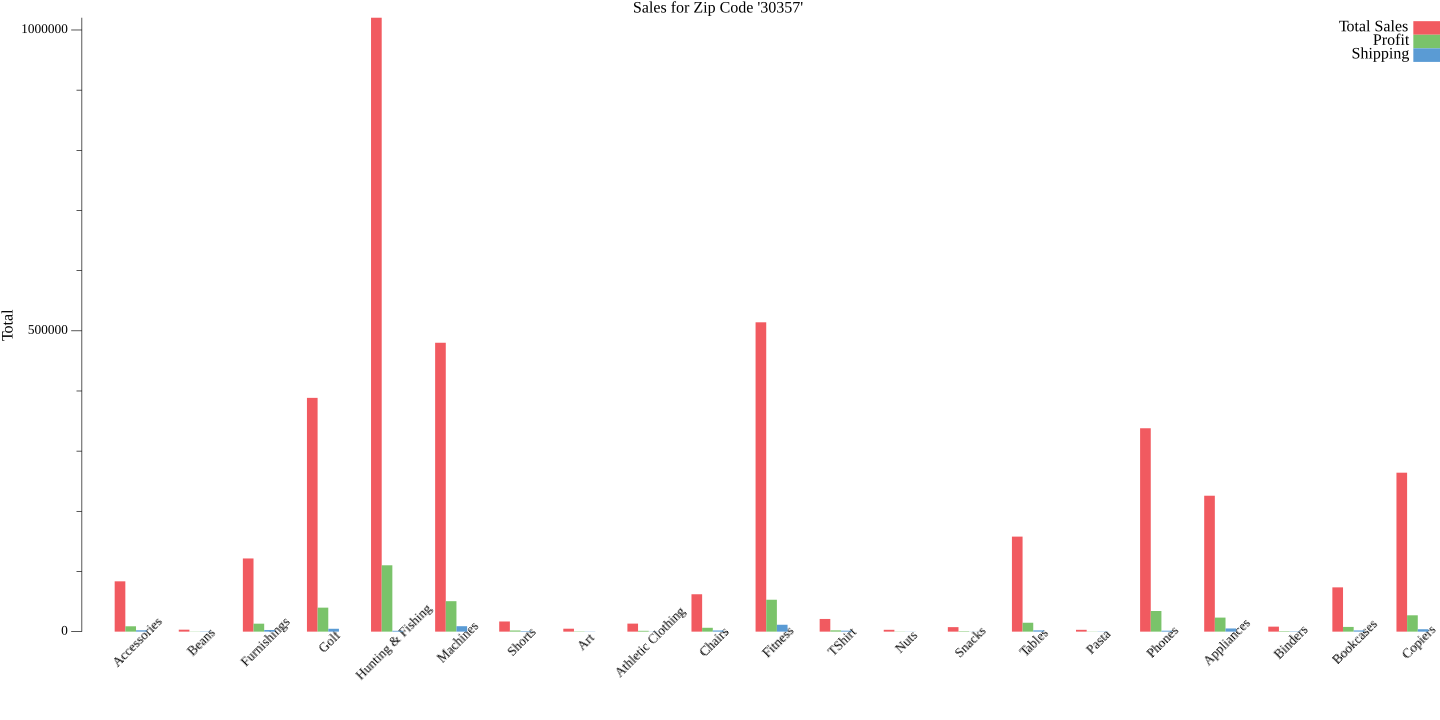 Sales for Zip Code '30357'
Total Sales
Profit
Shipping
Total
1000000
500000
0
Accessories
Beans
Furnishings
Golf
Hunting & Fishing
Machines
Shorts
Art
Athletic Clothing
Chairs
Fitness
TShirt
Nuts
Snacks
Tables
Pasta
Phones
Appliances
Binders
Bookcases
Copiers